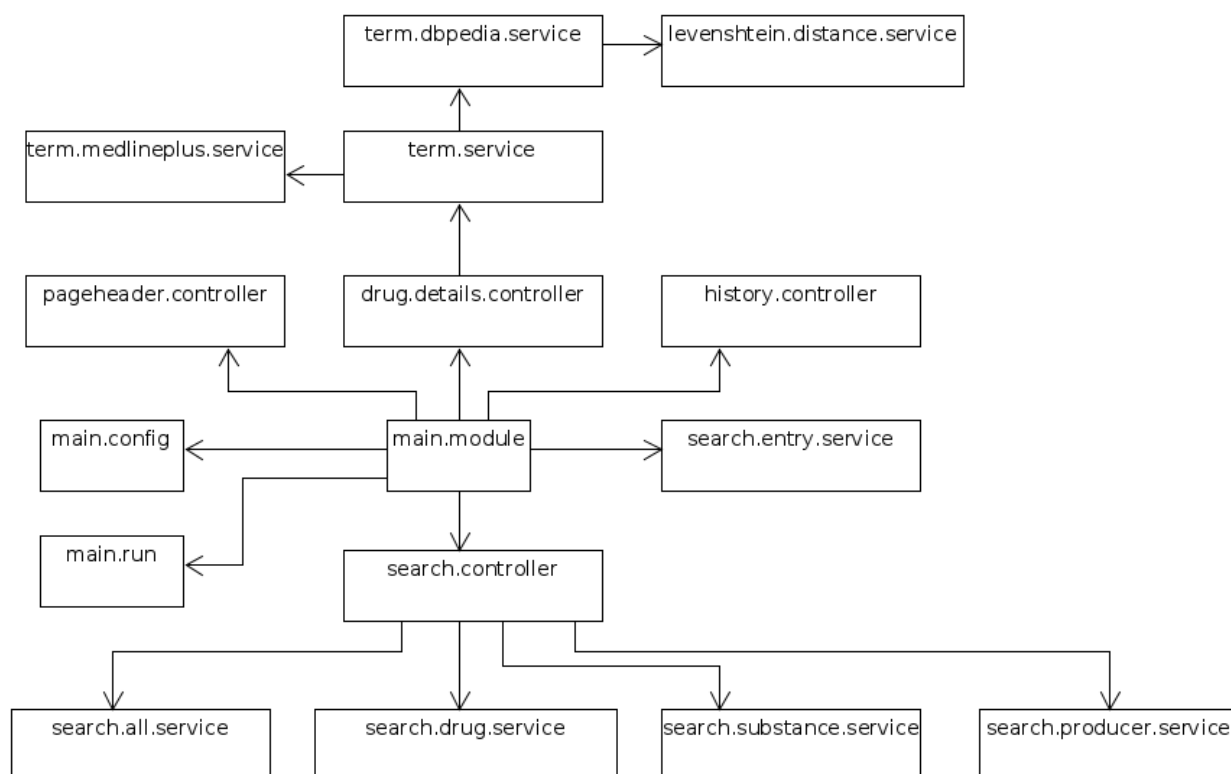 term.dbpedia.service
levenshtein.distance.service
term.medlineplus.service
term.service
pageheader.controller
drug.details.controller
history.controller
main.config
main.module
search.entry.service
main.run
search.controller
search.all.service
search.drug.service
search.substance.service
search.producer.service